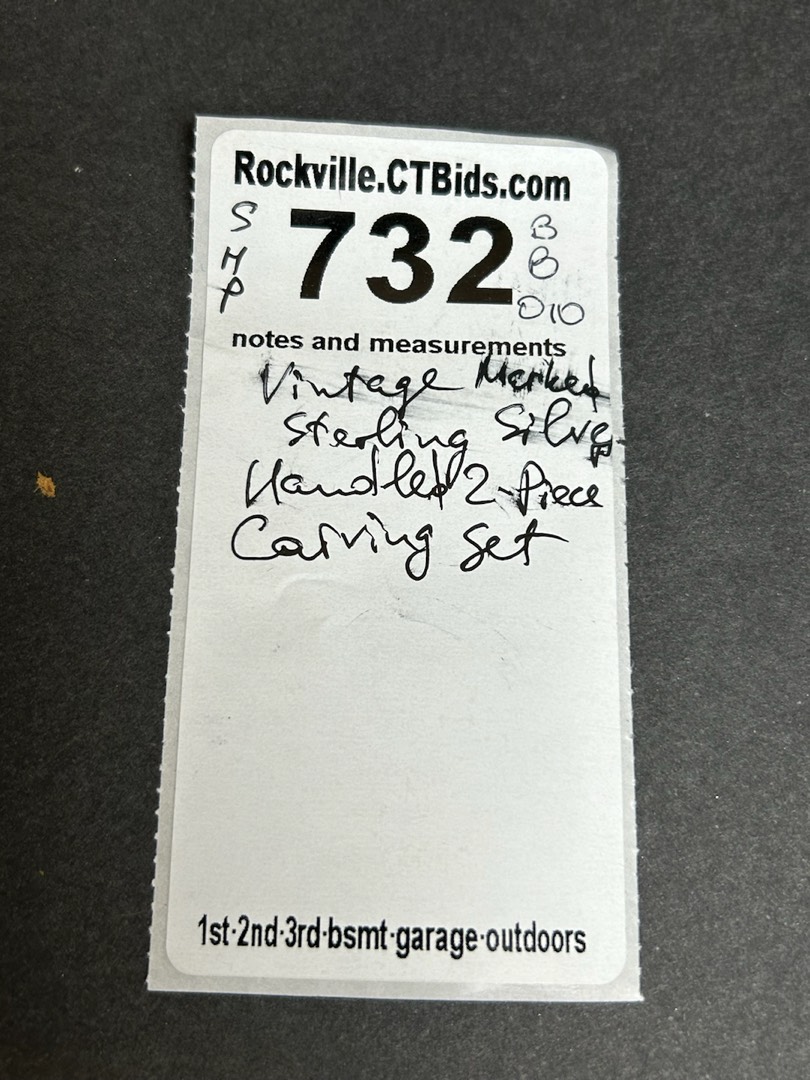 Rockville.CTBids.com
S
H
P
732
B
B
010
notes and measurements
Vintage Marked
Sterling Silver
Handled 2-Piece
Carving Set
1st·2nd·3rd·bsmt·garage·outdoors